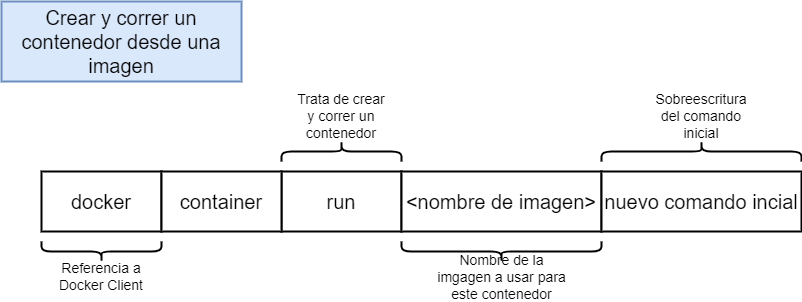 Crear y correr un
contenedor desde una
imagen
Trata de crear
y correr un
contenedor
Sobreescritura
del comando
inicial
docker
container
run
<nombre de imagen>
nuevo comando incial
Referencia a
Docker Client
Nombre de la
imgagen a usar para
este contenedor